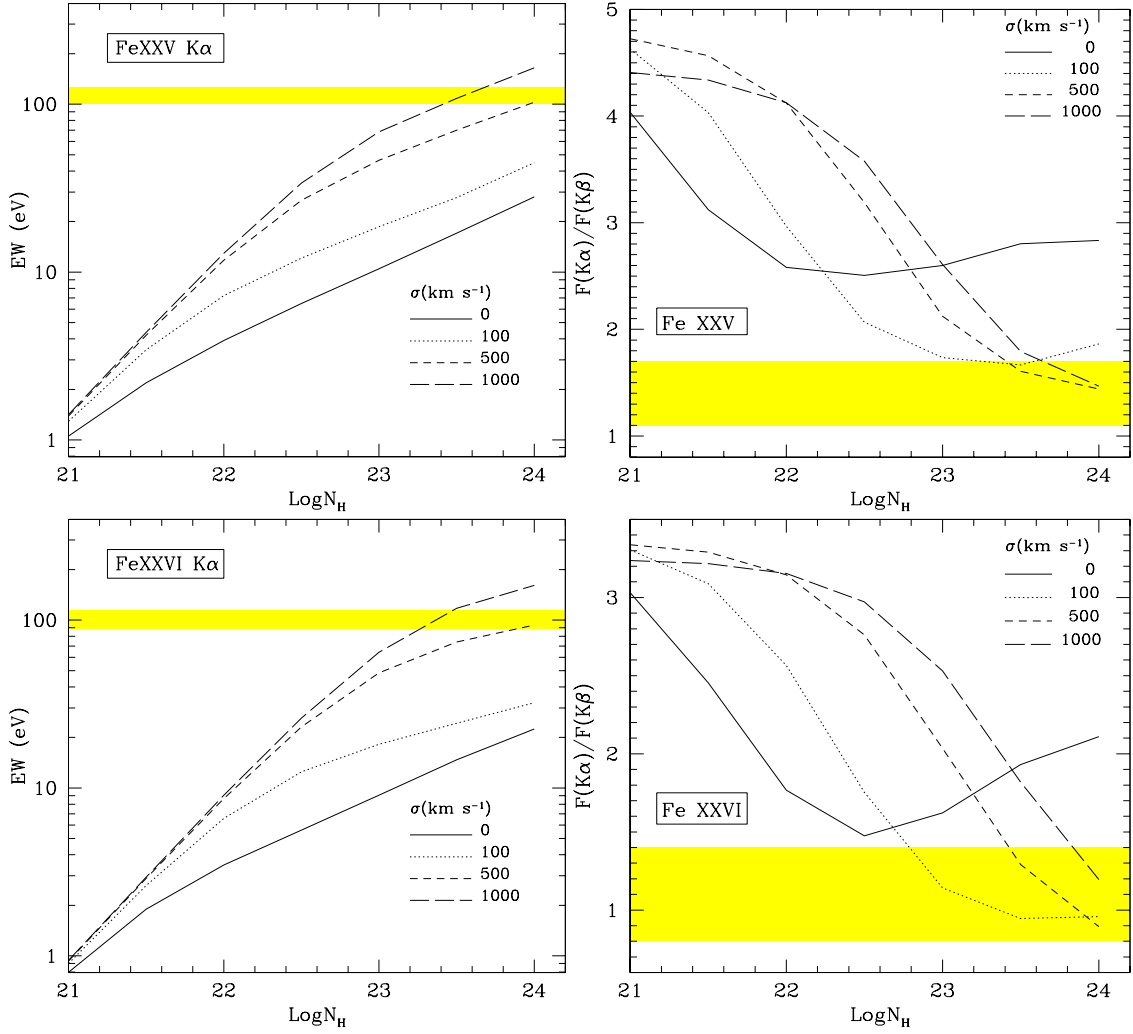 FeXXV Kα
100
10
1
EW (eV)
σ(km s⁻¹)
0
100
500
1000
21 22 23 24
LogN_H
5
4
3
2
1
F(Kα)/F(Kβ)
σ(km s⁻¹)
0
100
500
1000
Fe XXV
21 22 23 24
LogN_H
FeXXVI Kα
100
10
1
EW (eV)
σ(km s⁻¹)
0
100
500
1000
21 22 23 24
LogN_H
3
2
1
F(Kα)/F(Kβ)
σ(km s⁻¹)
0
100
500
1000
Fe XXVI
21 22 23 24
LogN_H